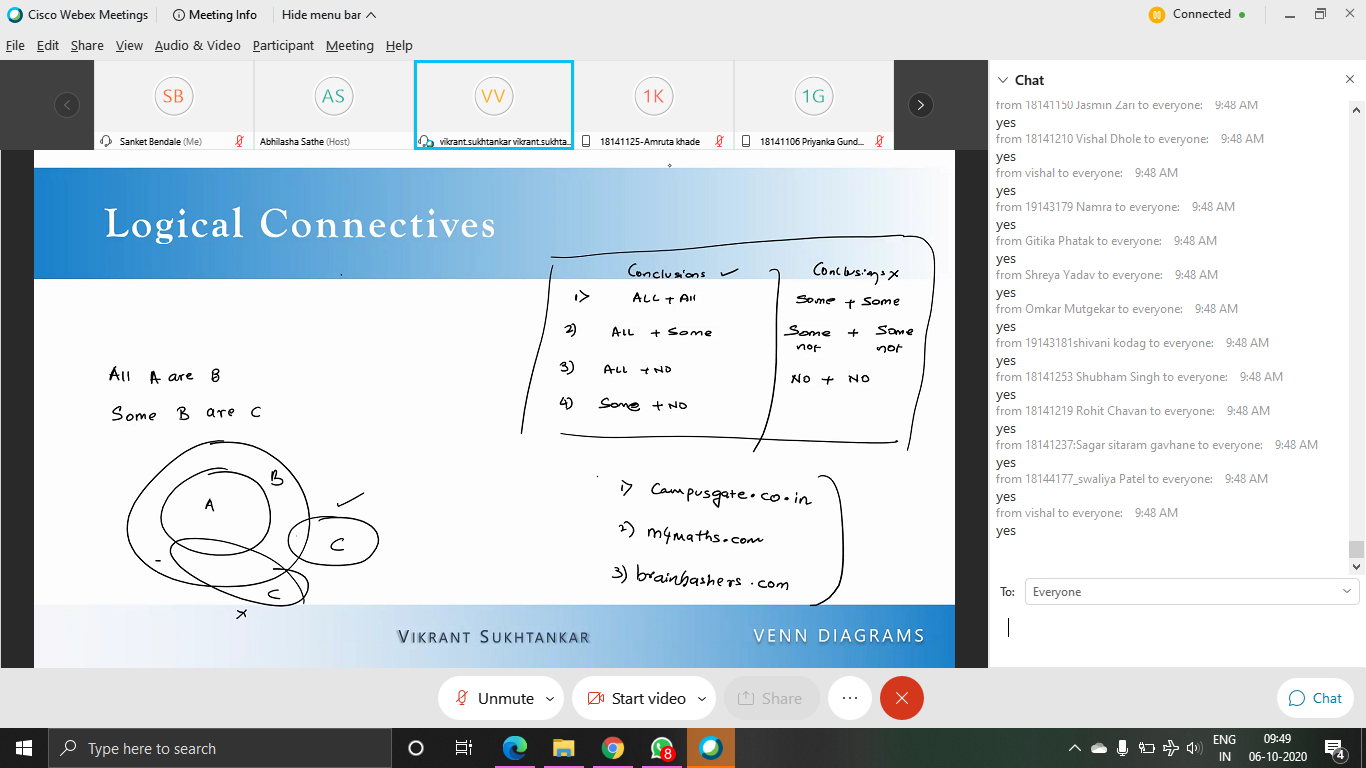 Cisco Webex Meetings
Meeting Info
Hide menu bar
Connected
File Edit Share View Audio & Video Participant Meeting Help
SB
AS
VV
1K
1G
Sanket Bendale (Me)
Abhilasha Sathe (Host)
vikrant.sukhtankar vikrant.sukhta...
18141125-Amruta khade
18141106 Priyanka Gund...
Logical Connectives
Conclusions ✓
Conclusions x
1> ALL + All
Some + Some
2) ALL + Some
Some not + Some not
3) ALL + NO
NO + NO
4) Some + NO
All A are B
Some B are C
A
B
C
C
x
1) Campusgate.co.in
2) m4maths.com
3) brainbashers.com
VIKRANT SUKHTANKAR
VENN DIAGRAMS
Chat
from 18141150 Jasmin Zari to everyone: 9:48 AM
yes
from 18141210 Vishal Dhole to everyone: 9:48 AM
yes
from vishal to everyone: 9:48 AM
yes
from 19143179 Namra to everyone: 9:48 AM
yes
from Gitika Phatak to everyone: 9:48 AM
yes
from Shreya Yadav to everyone: 9:48 AM
yes
from Omkar Mutgekar to everyone: 9:48 AM
yes
from 19143181shivani kodag to everyone: 9:48 AM
yes
from 18141253 Shubham Singh to everyone: 9:48 AM
yes
from 18141219 Rohit Chavan to everyone: 9:48 AM
yes
from 18141237:Sagar sitaram gavhane to everyone: 9:48 AM
yes
from 18144177_swaliya Patel to everyone: 9:48 AM
yes
from vishal to everyone: 9:48 AM
yes
To: Everyone
Unmute
Start video
Share
Chat
Type here to search
8
ENG
IN
09:49
06-10-2020
4